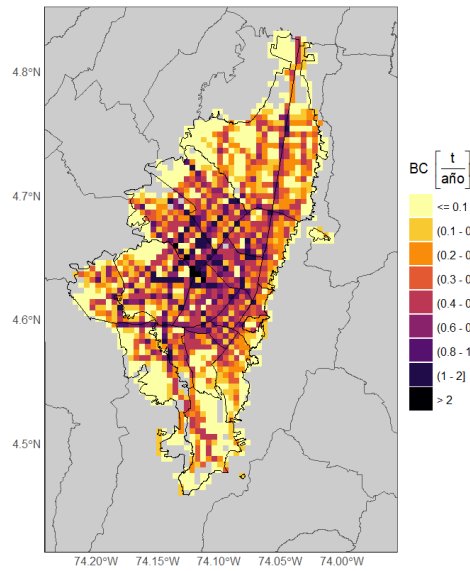 4.8°N
4.7°N
4.6°N
4.5°N
74.20°W 74.15°W 74.10°W 74.05°W 74.00°W
BC [t/año]
<= 0.1
(0.1 - 0
(0.2 - 0
(0.3 - 0
(0.4 - 0
(0.6 - 0
(0.8 - 1
(1 - 2]
> 2